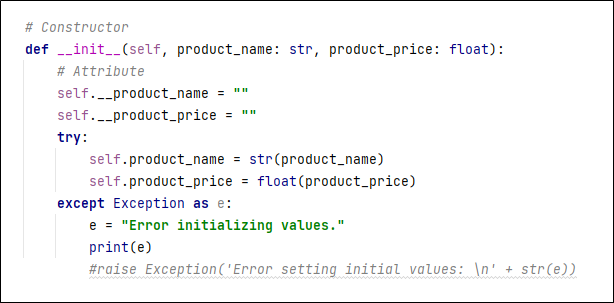 # Constructor
def __init__(self, product_name: str, product_price: float):
    # Attribute
    self.__product_name = ""
    self.__product_price = ""
    try:
        self.product_name = str(product_name)
        self.product_price = float(product_price)
    except Exception as e:
        e = "Error initializing values."
        print(e)
        #raise Exception('Error setting initial values: \n' + str(e))